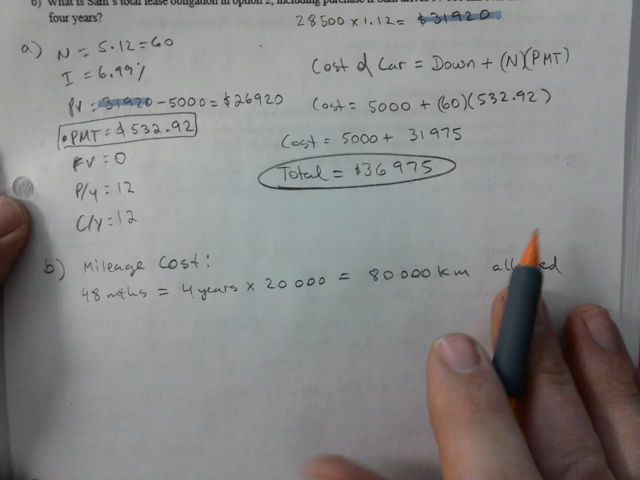 b) What is Sam's total lease obligation in option 2, including purchase
four years?
28500 x 1.12 = $31920
a) N = 5.12 = 60
I = 6.99%
PV = 31920 - 5000 = $26920
• PMT = $532.92
FV = 0
P/y = 12
C/y = 12
Cost of Car = Down + (N)(PMT)
Cost = 5000 + (60)(532.92)
Cost = 5000 + 31975
Total = $36975
b) Mileage Cost:
48 mths = 4 years x 20 000 = 80 000 km